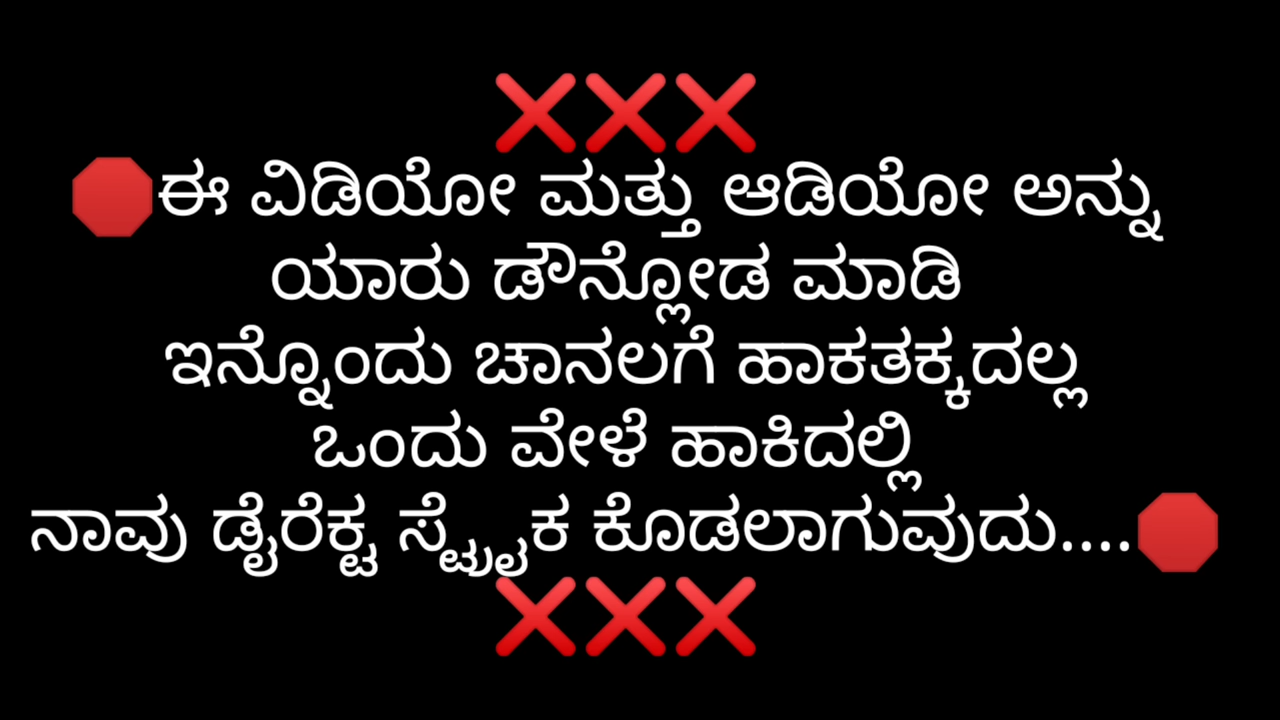 ❌❌❌
🛑ಈ ವಿಡಿಯೋ ಮತ್ತು ಆಡಿಯೋ ಅನ್ನು
ಯಾರು ಡೌನ್ಲೋಡ ಮಾಡಿ
ಇನ್ನೊಂದು ಚಾನಲಗೆ ಹಾಕತಕ್ಕದಲ್ಲ
ಒಂದು ವೇಳೆ ಹಾಕಿದಲ್ಲಿ
ನಾವು ಡೈರೆಕ್ಟ ಸ್ಟ್ರೈಕ ಕೊಡಲಾಗುವುದು....🛑
❌❌❌